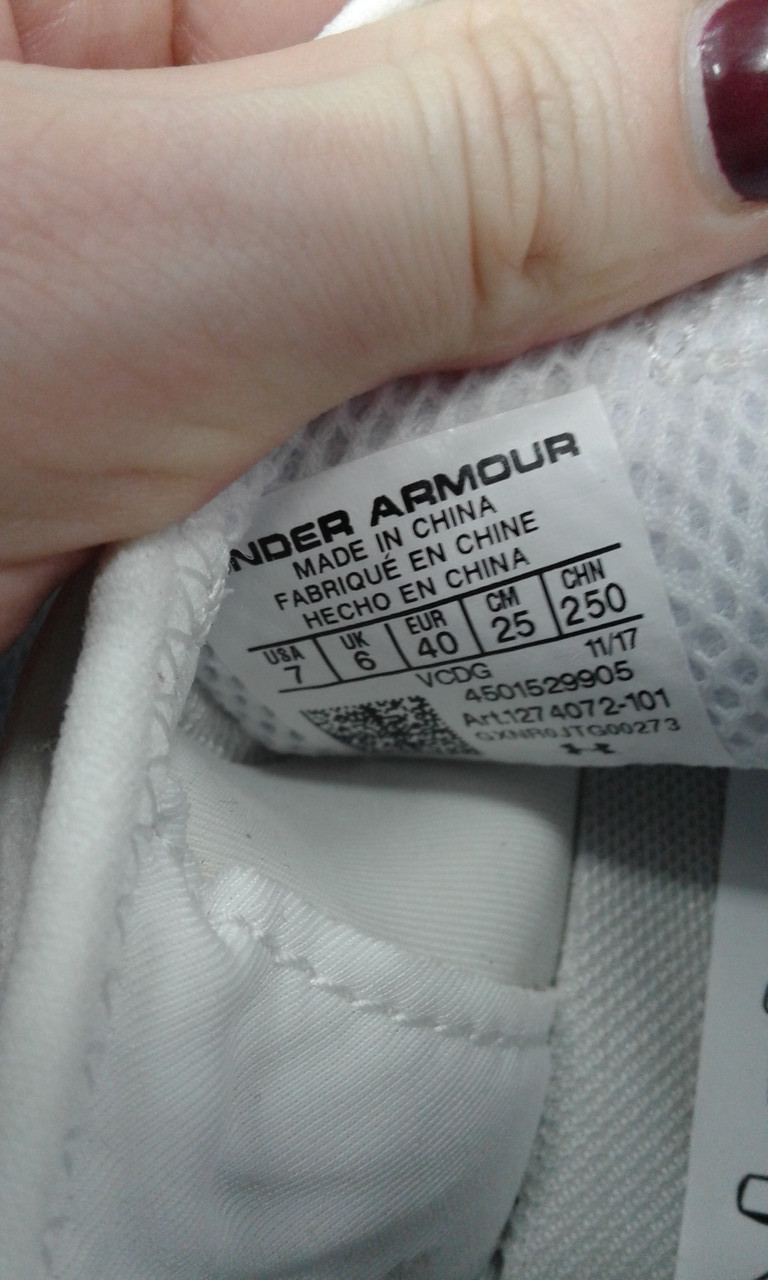 NDER ARMOUR
MADE IN CHINA
FABRIQUÉ EN CHINE
HECHO EN CHINA
USA UK EUR CM CHN
7 6 40 25 250
VCDG 11/17
4501529905
Art.1274072-101
GXNR0JTG00273